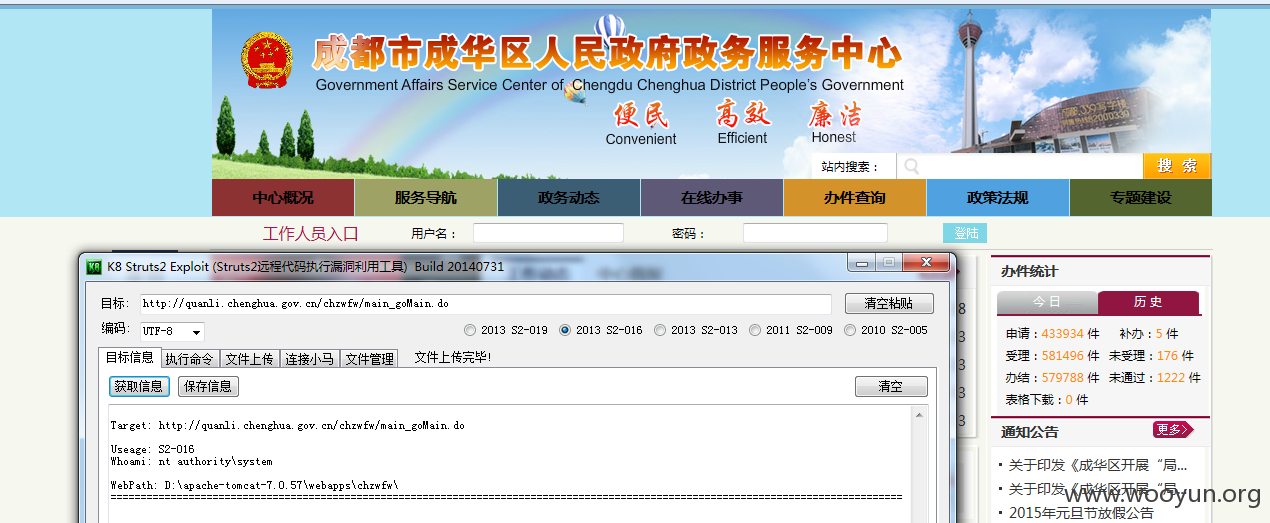 成都市成华区人民政府政务服务中心
Government Affairs Service Center of Chengdu Chenghua District People's Government
便民 高效 廉洁
Convenient Efficient Honest
站内搜索： 搜 索
中心概况 服务导航 政务动态 在线办事 办件查询 政策法规 专题建设
工作人员入口 用户名： 密码： 登陆
K8 Struts2 Exploit (Struts2远程代码执行漏洞利用工具) Build 20140731
目标: http://quanli.chenghua.gov.cn/chzwfw/main_goMain.do 清空粘贴
编码: UTF-8 2013 S2-019 2013 S2-016 2013 S2-013 2011 S2-009 2010 S2-005
目标信息 执行命令 文件上传 连接小马 文件管理 文件上传完毕!
获取信息 保存信息 清空
Target: http://quanli.chenghua.gov.cn/chzwfw/main_goMain.do
Useage: S2-016
Whoami: nt authority\system
WebPath: D:\apache-tomcat-7.0.57\webapps\chzwfw\
办件统计
今 日 历 史
申请：433934 件 补办：5 件
受理：581496 件 未受理：176 件
办结：579788 件 未通过：1222 件
表格下载：0 件
通知公告 更多
关于印发《成华区开展“局...
关于印发《成华区开展“局...
2015年元旦节放假公告
www.wooyun.org